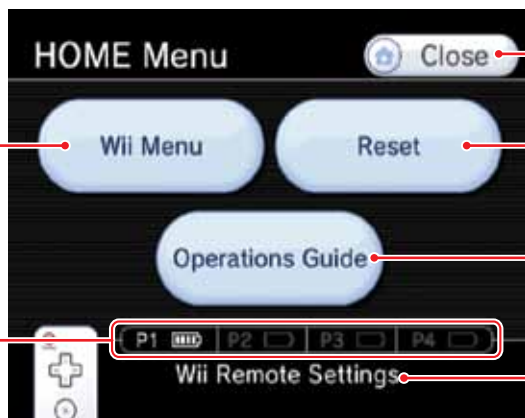 HOME Menu
Close
Wii Menu
Reset
Operations Guide
P1 P2 P3 P4
Wii Remote Settings